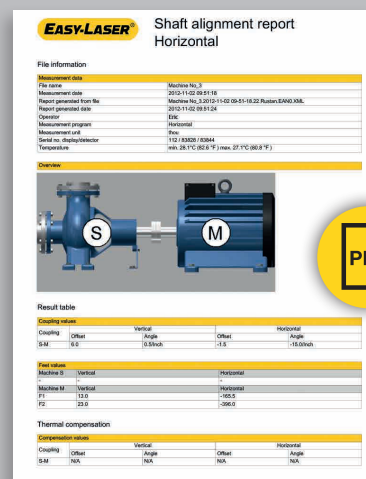 EASY-LASER®
Shaft alignment report
Horizontal
File information
Measurement data
File name Machine No_3
Measurement date 2012-11-02 09:51:18
Report generated from file Machine No_3.2012-11-02 09-51-18.22.Rustan.EAN0.XML
Report generated date 2012-11-02 09:51:24
Operator Eric
Measurement program Horizontal
Measurement unit thou
Serial no. display/detector 112 / 83828 / 83844
Temperature min. 28.1°C (82.6 °F ) max. 27.1°C (80.8 °F )
Overview
S M
Result table
Coupling values
Coupling Vertical Horizontal
Offset Angle Offset Angle
S-M 6.0 0.5/inch -1.5 -15.0/inch
Feet values
Machine S Vertical Horizontal
- - -
Machine M Vertical Horizontal
F1 13.0 -165.5
F2 23.0 -396.0
Thermal compensation
Compensation values
Coupling Vertical Horizontal
Offset Angle Offset Angle
S-M N/A N/A N/A N/A